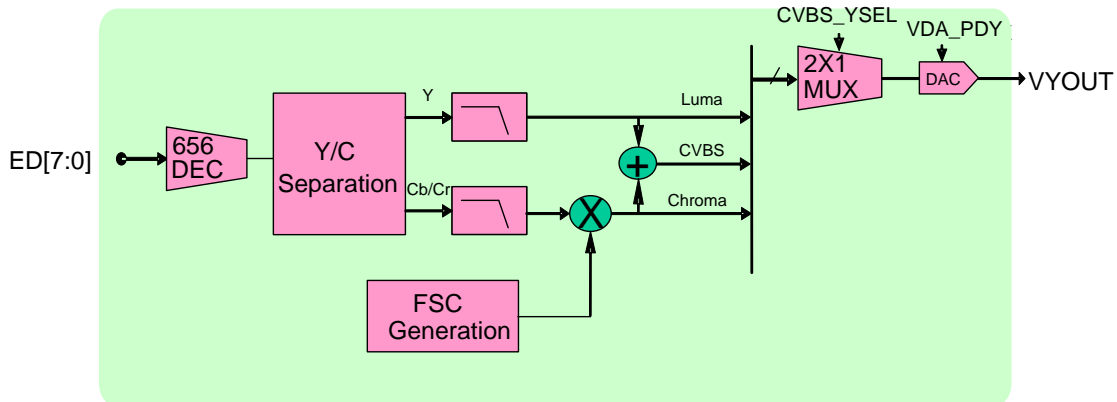 CVBS_YSEL
VDA_PDY
2X1
MUX
DAC
VYOUT
Y
Luma
656
DEC
ED[7:0]
Y/C
Separation
CVBS
+
Cb/Cr
X
Chroma
FSC
Generation